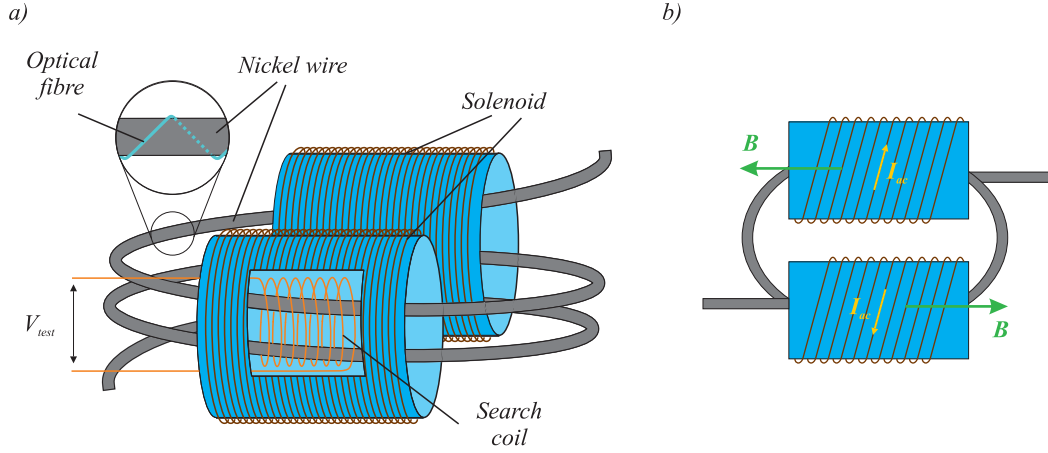 a)
Optical
fibre
Nickel wire
Solenoid
V_test
Search
coil
b)
B
I_ac
I_ac
B